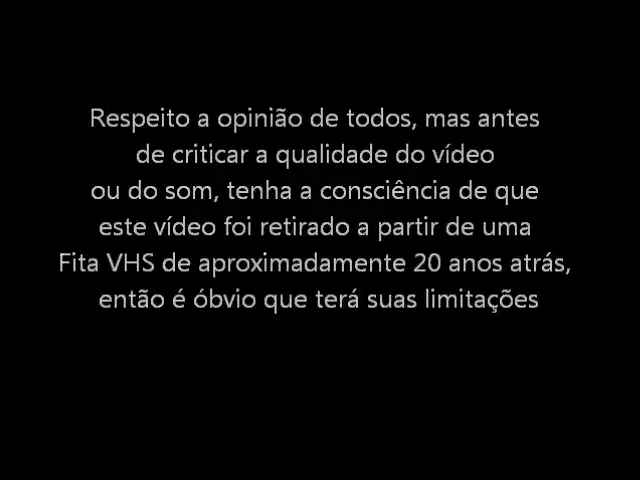 Respeito a opinião de todos, mas antes
de criticar a qualidade do vídeo
ou do som, tenha a consciência de que
este vídeo foi retirado a partir de uma
Fita VHS de aproximadamente 20 anos atrás,
então é óbvio que terá suas limitações